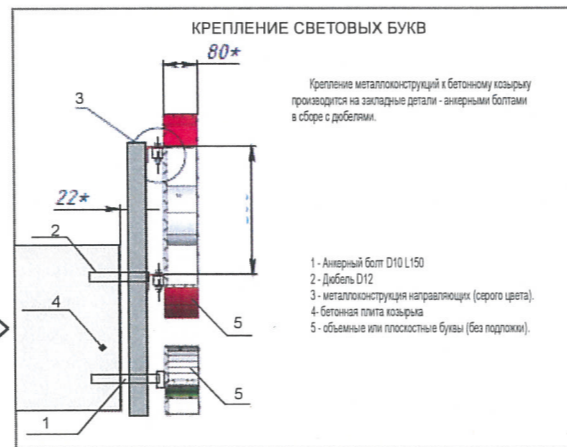 КРЕПЛЕНИЕ СВЕТОВЫХ БУКВ
80*
3
Крепление металлоконструкций к бетонному козырьку
производится на закладные детали - анкерными болтами
в сборе с дюбелями.
22*
2
4
5
5
1
1 - Анкерный болт D10 L150
2 - Дюбель D12
3 - металлоконструкция направляющих (серого цвета).
4- бетонная плита козырька
5 - объемные или плоскостные буквы (без подложки).